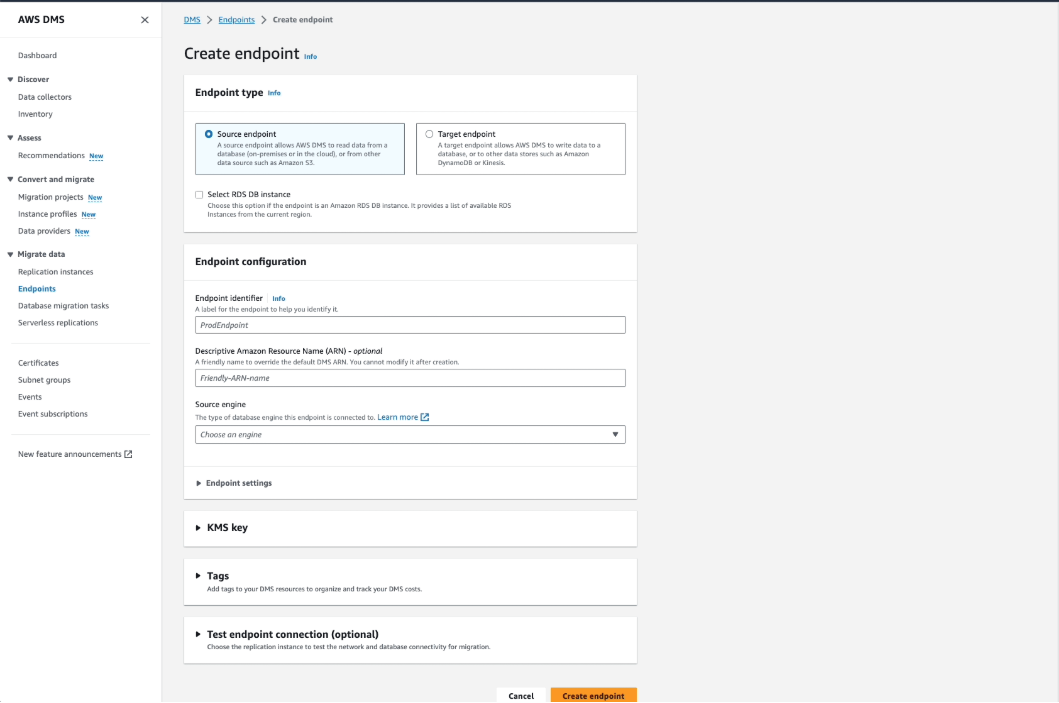 AWS DMS
Dashboard
Discover
Data collectors
Inventory
Assess
Recommendations New
Convert and migrate
Migration projects New
Instance profiles New
Data providers New
Migrate data
Replication instances
Endpoints
Database migration tasks
Serverless replications
Certificates
Subnet groups
Events
Event subscriptions
New feature announcements
DMS > Endpoints > Create endpoint
Create endpoint Info
Endpoint type Info
Source endpoint
A source endpoint allows AWS DMS to read data from a
database (on-premises or in the cloud), or from other
data source such as Amazon S3.
Target endpoint
A target endpoint allows AWS DMS to write data to a
database, or to other data stores such as Amazon
DynamoDB or Kinesis.
Select RDS DB instance
Choose this option if the endpoint is an Amazon RDS DB instance. It provides a list of available RDS
Instances from the current region.
Endpoint configuration
Endpoint identifier Info
A label for the endpoint to help you identify it.
ProdEndpoint
Descriptive Amazon Resource Name (ARN) - optional
A friendly name to override the default DMS ARN. You cannot modify it after creation.
Friendly-ARN-name
Source engine
The type of database engine this endpoint is connected to. Learn more
Choose an engine
Endpoint settings
KMS key
Tags
Add tags to your DMS resources to organize and track your DMS costs.
Test endpoint connection (optional)
Choose the replication instance to test the network and database connectivity for migration.
Cancel
Create endpoint